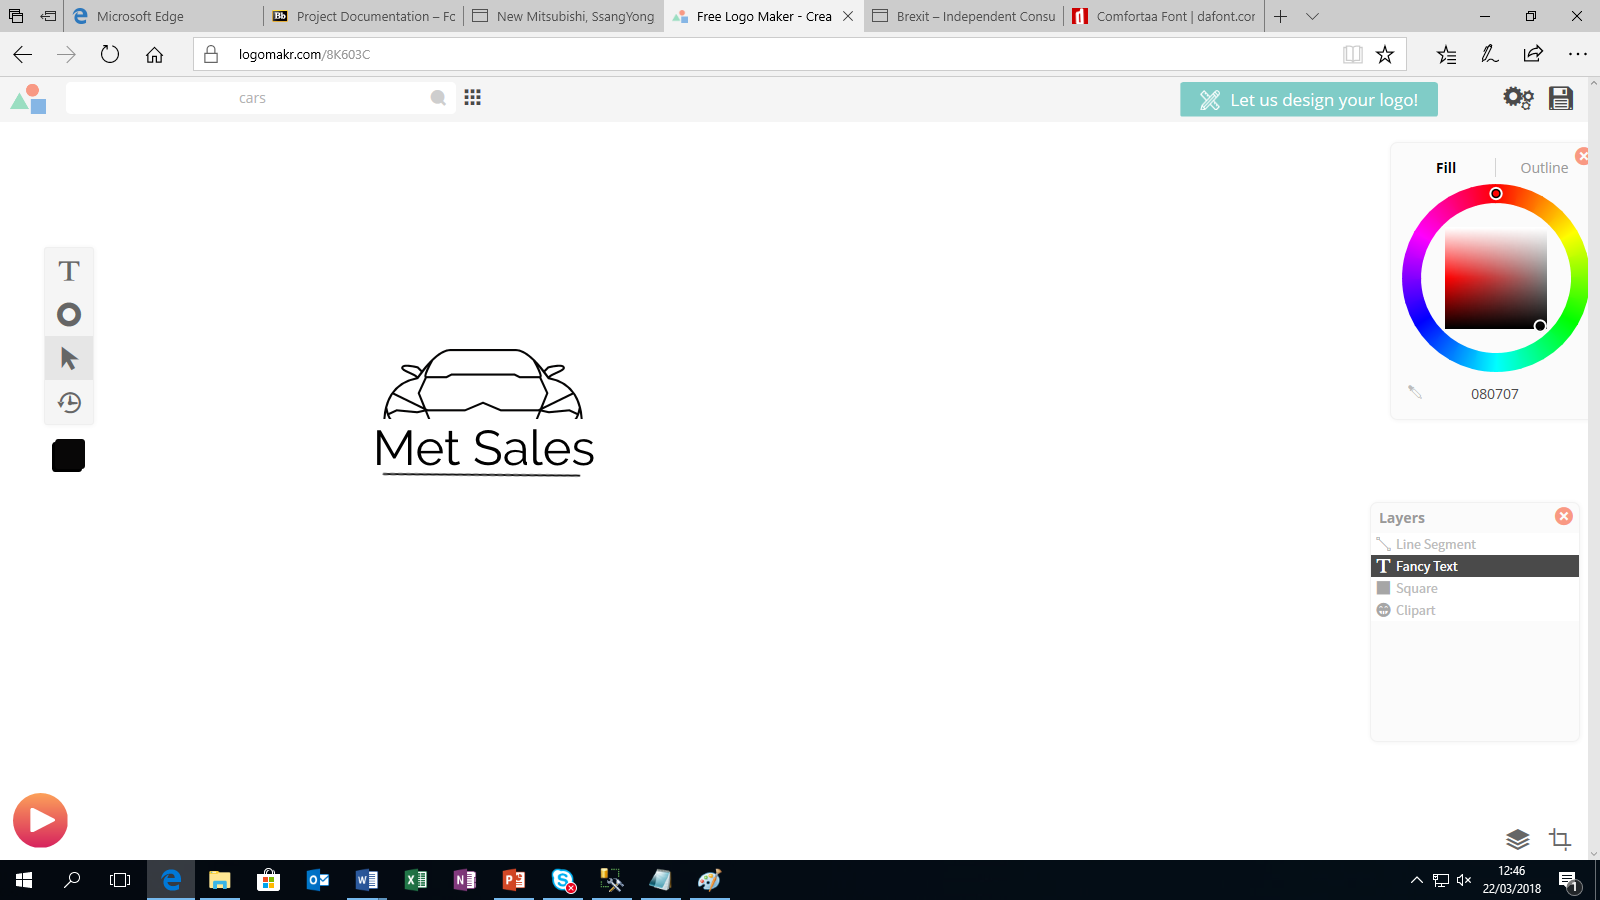 Microsoft Edge
Bb Project Documentation – Fc
New Mitsubishi, SsangYong
Free Logo Maker - Crea
Brexit – Independent Consu
Comfortaa Font | dafont.cor
logomakr.com/8K603C
cars
Let us design your logo!
Fill
Outline
080707
T
Met Sales
Layers
Line Segment
T Fancy Text
Square
Clipart
12:46
22/03/2018
1